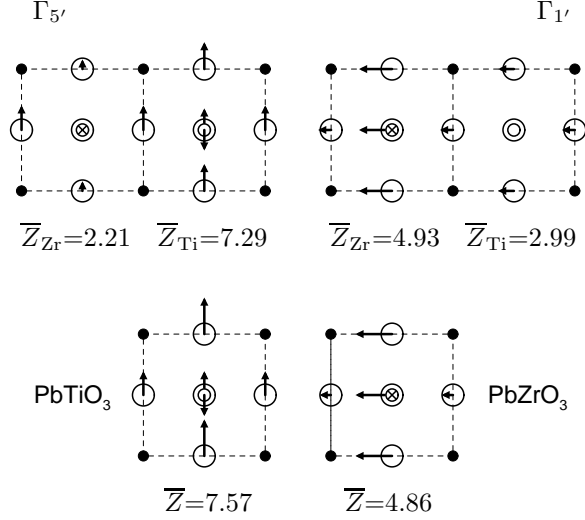 Γ5′ Γ1′
Z̅Zr=2.21 Z̅Ti=7.29 Z̅Zr=4.93 Z̅Ti=2.99
PbTiO3 PbZrO3
Z̅=7.57 Z̅=4.86